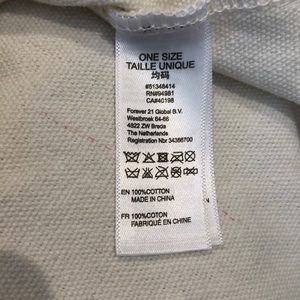 ONE SIZE
TAILLE UNIQUE
均码
#51348414
RN#94981
CA#40198
Forever 21 Global B.V.
Westbroek 64-66
4822 ZW Breda
The Netherlands
Registration Nbr 34386700
EN 100%COTTON
MADE IN CHINA
FR 100%COTON
FABRIQUÉ EN CHINE